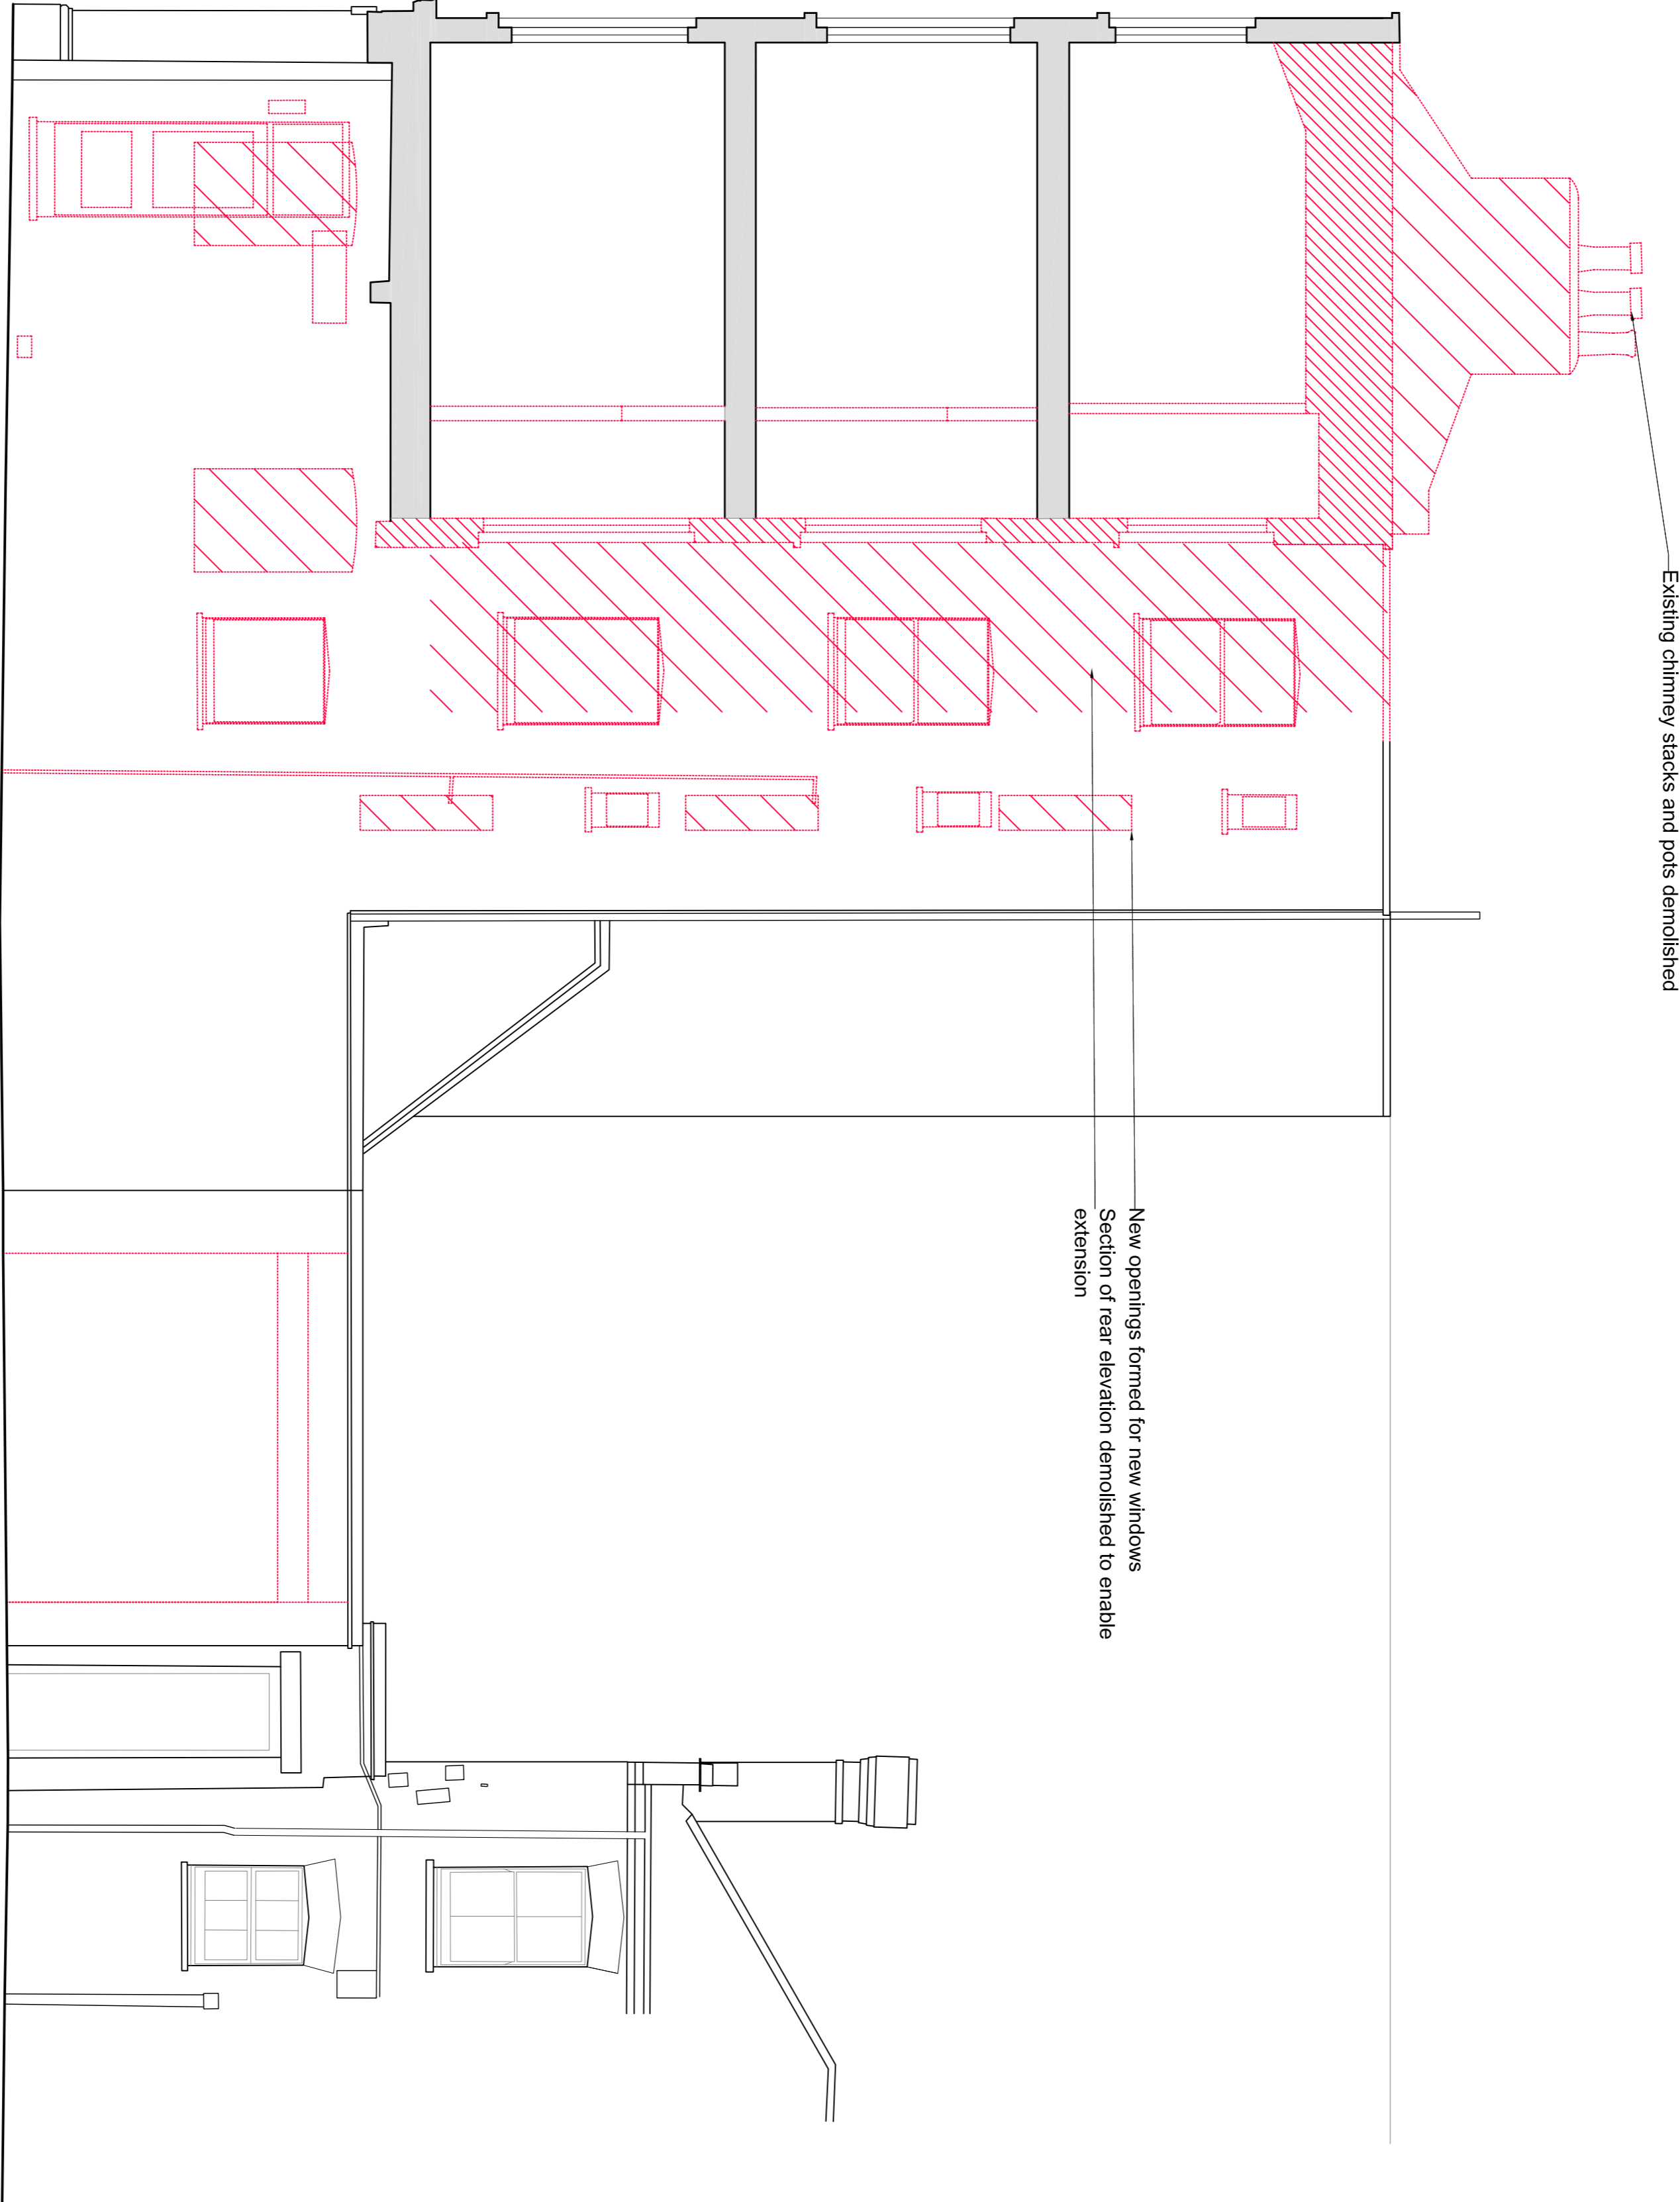 Existing chimney stacks and pots demolished
New openings formed for new windows
Section of rear elevation demolished to enable
extension